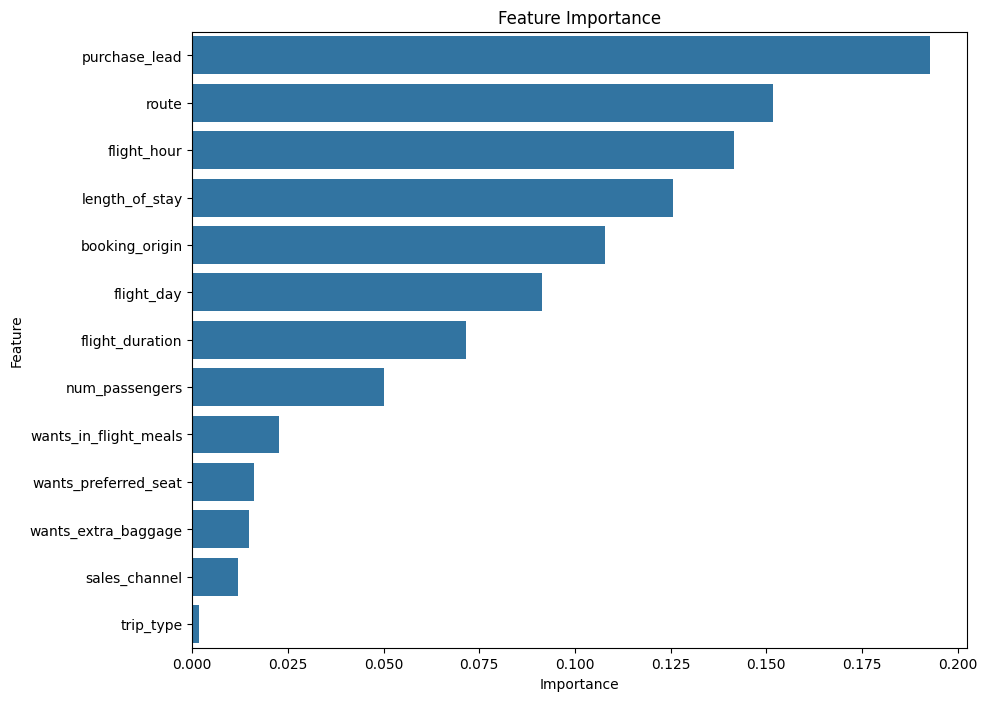 Feature Importance
purchase_lead
route
flight_hour
length_of_stay
booking_origin
flight_day
flight_duration
num_passengers
wants_in_flight_meals
wants_preferred_seat
wants_extra_baggage
sales_channel
trip_type
Feature
0.000 0.025 0.050 0.075 0.100 0.125 0.150 0.175 0.200
Importance